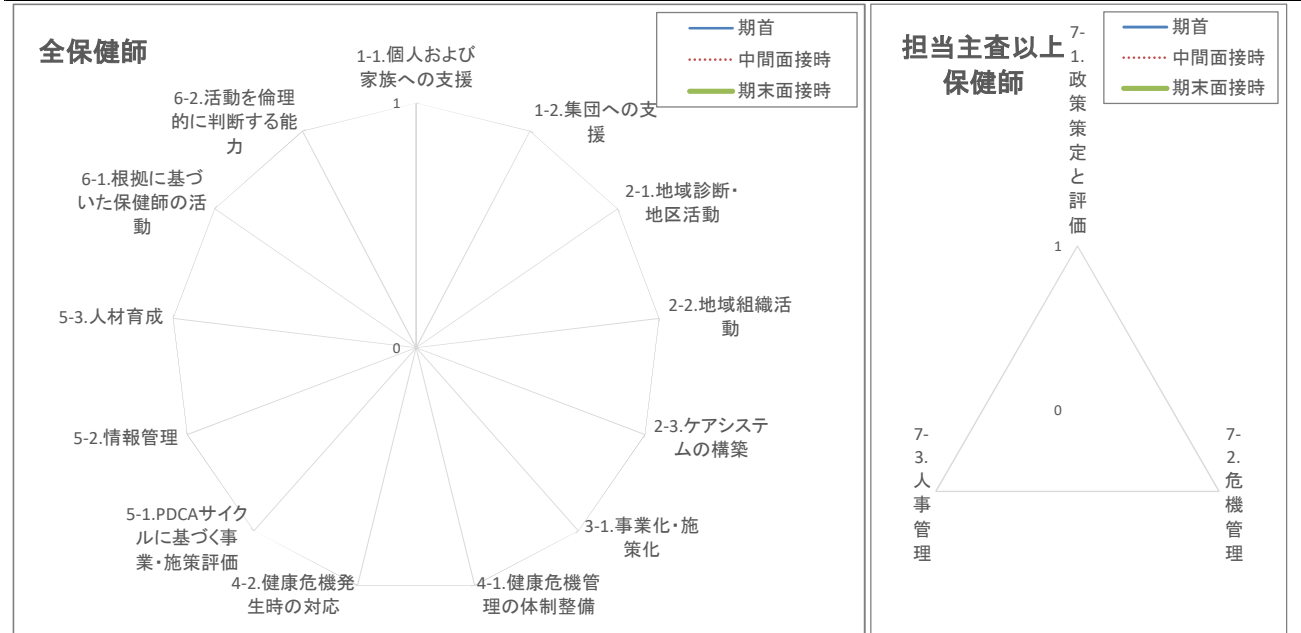 全保健師
期首
中間面接時
期末面接時
1-1.個人および
家族への支援
1
1-2.集団への支
援
2-1.地域診断・
地区活動
2-2.地域組織活
動
2-3.ケアシステ
ムの構築
3-1.事業化・施
策化
4-1.健康危機管
理の体制整備
4-2.健康危機発
生時の対応
5-1.PDCAサイク
ルに基づく事
業・施策評価
5-2.情報管理
5-3.人材育成
6-1.根拠に基づ
いた保健師の活
動
6-2.活動を倫理
的に判断する能
力
0
担当主査以上
保健師
期首
中間面接時
期末面接時
7-
1.
政
策
策
定
と
評
価
1
0
7-
2.
危
機
管
理
7-
3.
人
事
管
理